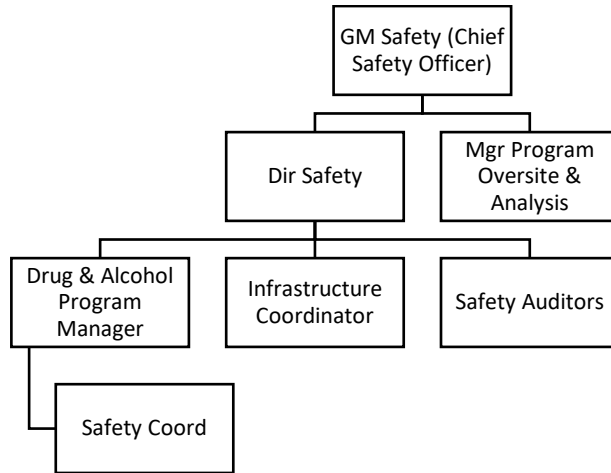 GM Safety (Chief
Safety Officer)
Dir Safety
Mgr Program
Oversite &
Analysis
Drug & Alcohol
Program
Manager
Infrastructure
Coordinator
Safety Auditors
Safety Coord